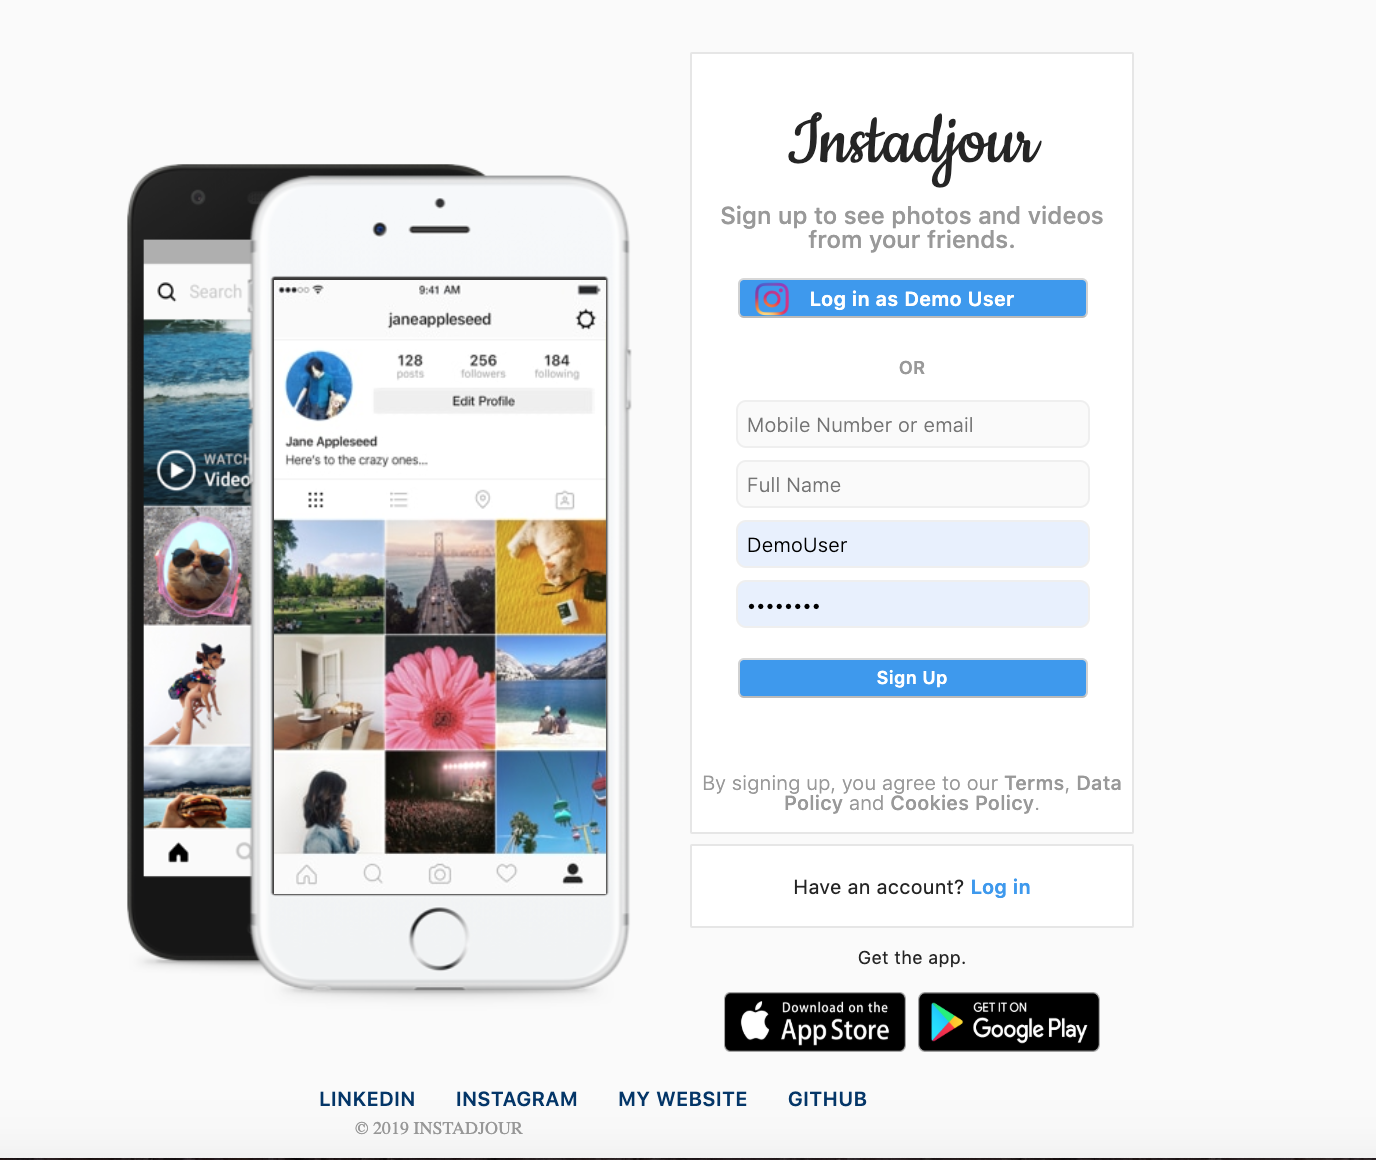 Instadjour
Sign up to see photos and videos
from your friends.
Log in as Demo User
OR
Mobile Number or email
Full Name
DemoUser
••••••••
Sign Up
By signing up, you agree to our Terms, Data
Policy and Cookies Policy.
Have an account? Log in
Get the app.
Download on the
App Store
GET IT ON
Google Play
Search
WATCH
Video
9:41 AM
janeappleseed
128 256 184
posts followers following
Edit Profile
Jane Appleseed
Here's to the crazy ones...
LINKEDIN INSTAGRAM MY WEBSITE GITHUB
© 2019 INSTADJOUR